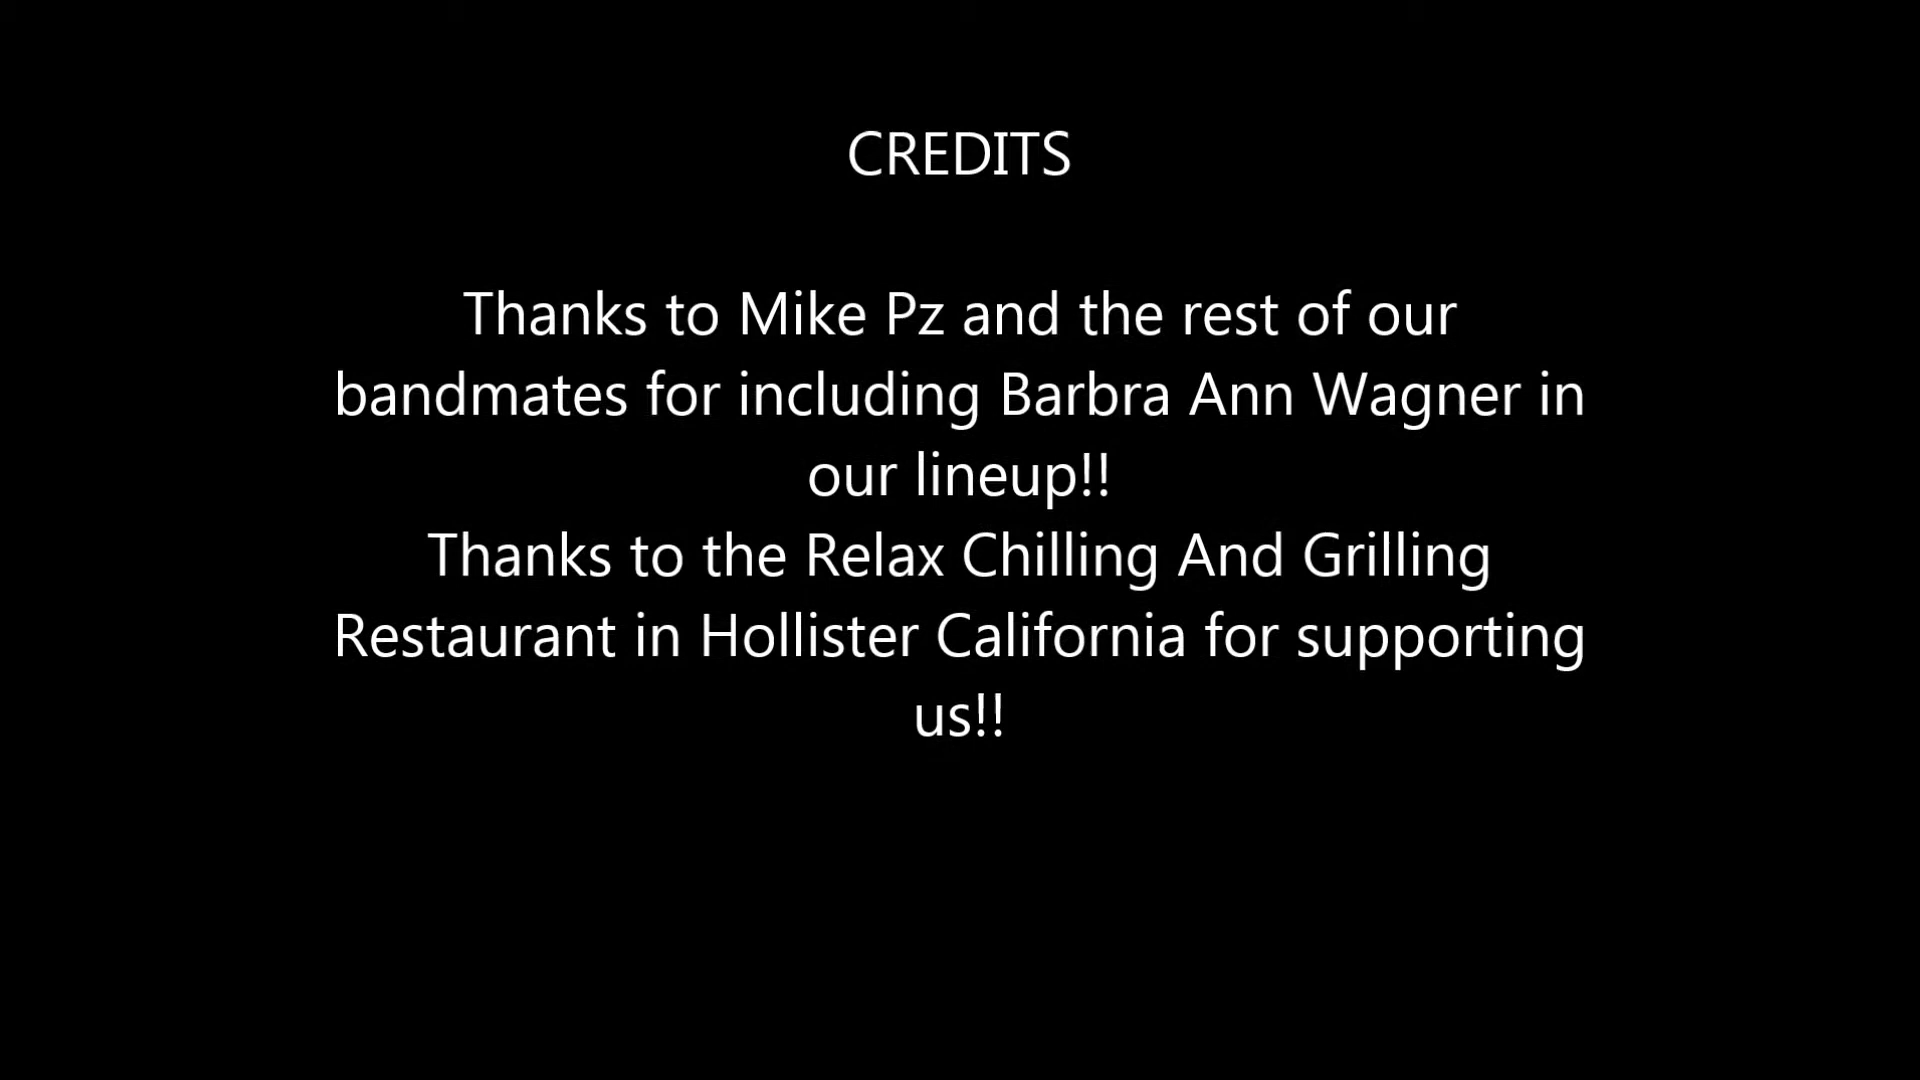 CREDITS
Thanks to Mike Pz and the rest of our
bandmates for including Barbra Ann Wagner in
our lineup!!
Thanks to the Relax Chilling And Grilling
Restaurant in Hollister California for supporting
us!!